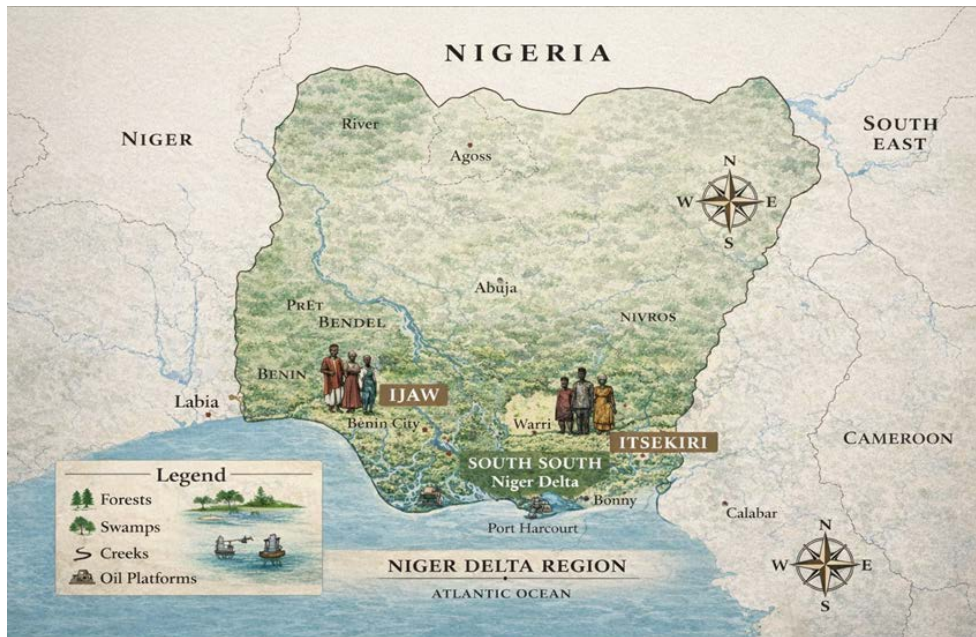 NIGERIA
NIGER
SOUTH
EAST
River
Agoss
N
W E
S
Abuja
PRET
BENDEL
NIVROS
BENIN
IJAW
Labia
Benin City
Warri
ITSEKIRI
CAMEROON
SOUTH SOUTH
Niger Delta
Bonny
Calabar
Port Harcourt
Legend
Forests
Swamps
Creeks
Oil Platforms
NIGER DELTA REGION
ATLANTIC OCEAN
N
W E
S